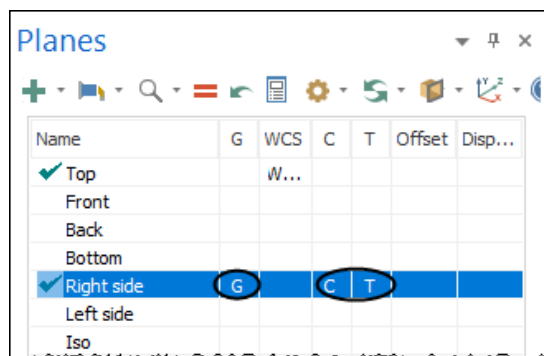 Planes
Name G WCS C T Offset Disp...
Top W...
Front
Back
Bottom
Right side G C T
Left side
Iso